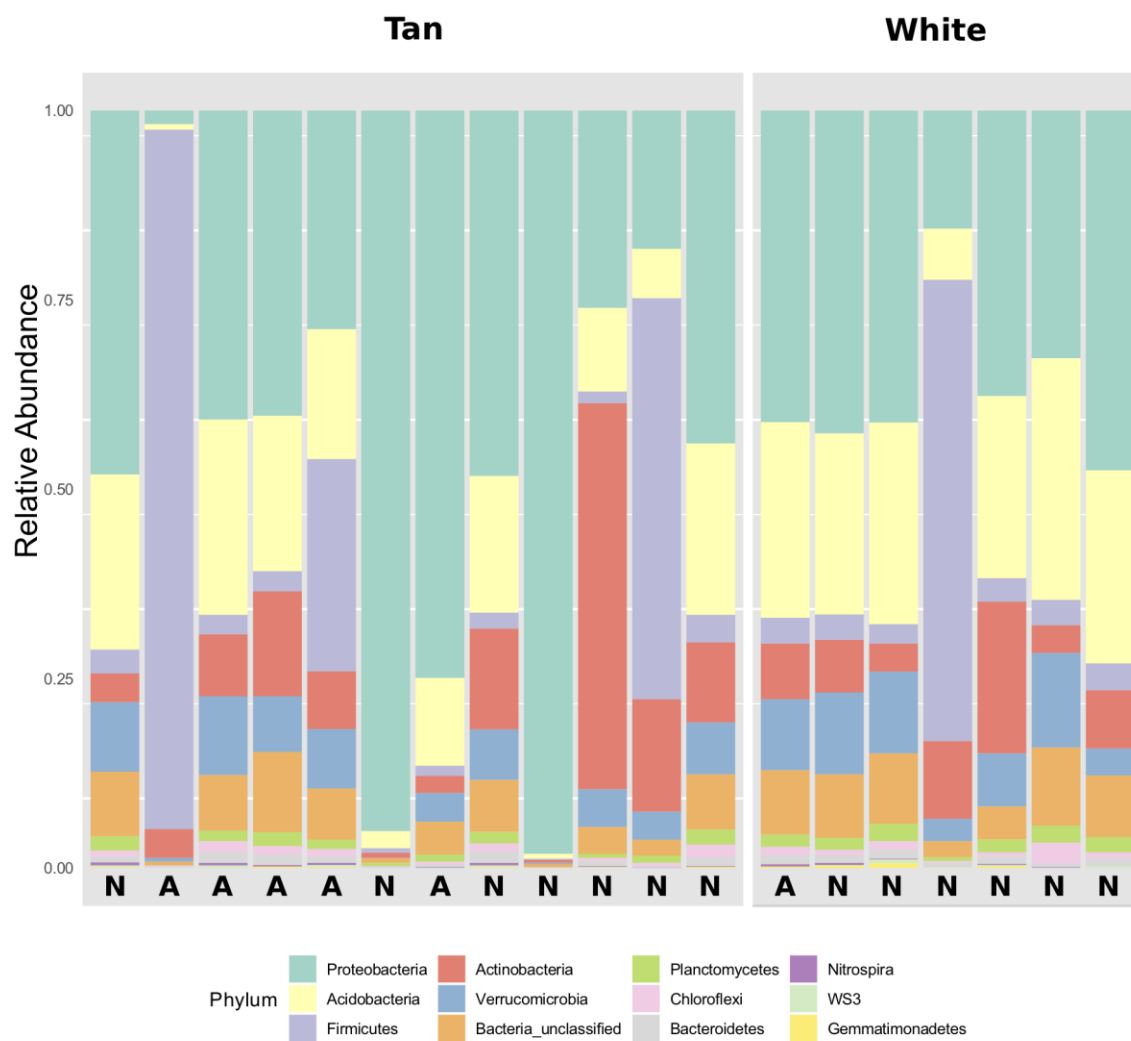 Tan White
1.00
0.75
0.50
0.25
0.00
Relative Abundance
N A A A A N A N N N N N A N N N N N N
Phylum
Proteobacteria Actinobacteria Planctomycetes Nitrospira
Acidobacteria Verrucomicrobia Chloroflexi WS3
Firmicutes Bacteria_unclassified Bacteroidetes Gemmatimonadetes